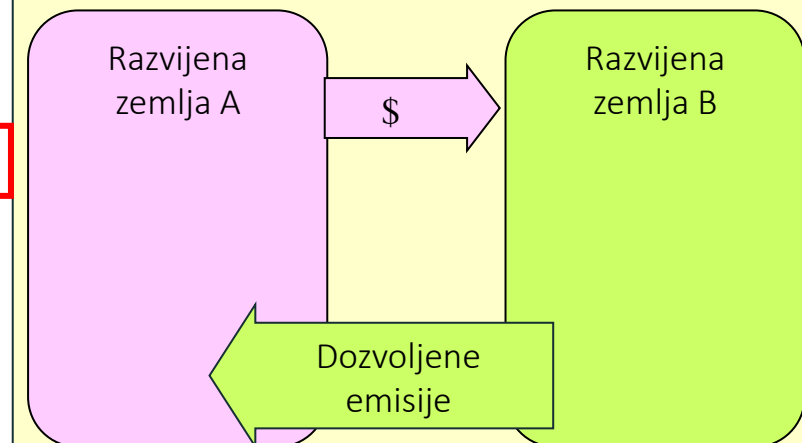 Razvijena
zemlja A
$
Razvijena
zemlja B
Dozvoljene
emisije